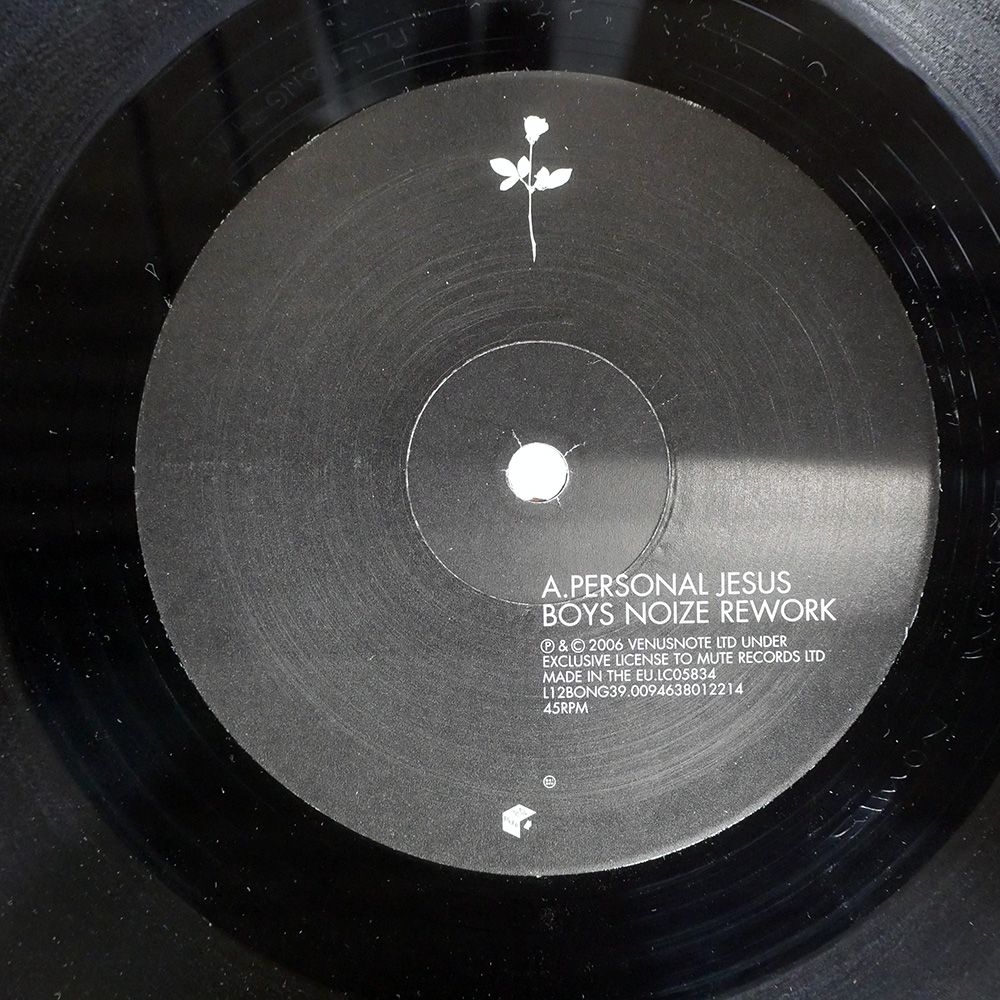 A.PERSONAL JESUS
BOYS NOIZE REWORK
℗ & © 2006 VENUSNOTE LTD UNDER
EXCLUSIVE LICENSE TO MUTE RECORDS LTD
MADE IN THE EU.LC05834
L12BONG39.0094638012214
45RPM